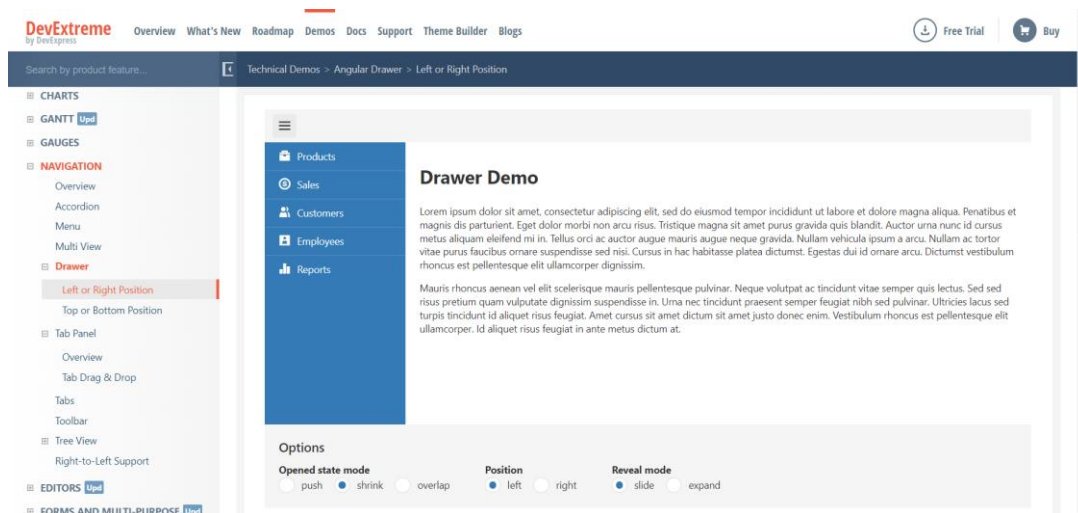 DevExtreme
by DevExpress
Overview What's New Roadmap Demos Docs Support Theme Builder Blogs
Free Trial
Buy
Search by product feature...
Technical Demos > Angular Drawer > Left or Right Position
CHARTS
GANTT Upd
GAUGES
NAVIGATION
Overview
Accordion
Menu
Multi View
Drawer
Left or Right Position
Top or Bottom Position
Tab Panel
Overview
Tab Drag & Drop
Tabs
Toolbar
Tree View
Right-to-Left Support
EDITORS Upd
FORMS AND MULTI-PURPOSE Upd
Products
Sales
Customers
Employees
Reports
Drawer Demo
Lorem ipsum dolor sit amet, consectetur adipiscing elit, sed do eiusmod tempor incididunt ut labore et dolore magna aliqua. Penatibus et
magnis dis parturient. Eget dolor morbi non arcu risus. Tristique magna sit amet purus gravida quis blandit. Auctor urna nunc id cursus
metus aliquam eleifend mi in. Tellus orci ac auctor augue mauris augue neque gravida. Nullam vehicula ipsum a arcu. Nullam ac tortor
vitae purus faucibus ornare suspendisse sed nisi. Cursus in hac habitasse platea dictumst. Egestas dui id ornare arcu. Dictumst vestibulum
rhoncus est pellentesque elit ullamcorper dignissim.
Mauris rhoncus aenean vel elit scelerisque mauris pellentesque pulvinar. Neque volutpat ac tincidunt vitae semper quis lectus. Sed sed
risus pretium quam vulputate dignissim suspendisse in. Urna nec tincidunt praesent semper feugiat nibh sed pulvinar. Ultricies lacus sed
turpis tincidunt id aliquet risus feugiat. Amet cursus sit amet dictum sit amet justo donec enim. Vestibulum rhoncus est pellentesque elit
ullamcorper. Id aliquet risus feugiat in ante metus dictum at.
Options
Opened state mode
push shrink overlap
Position
left right
Reveal mode
slide expand